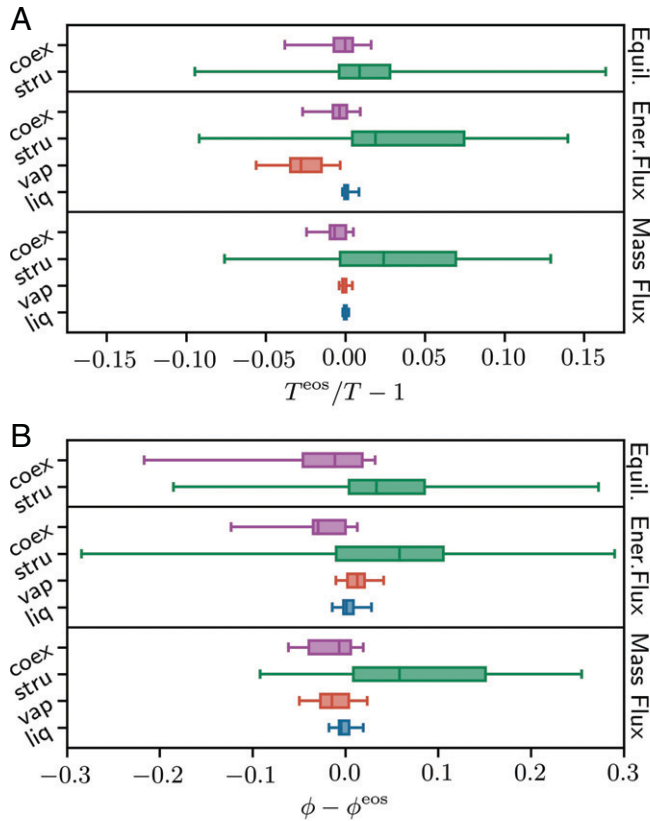 A
coex
stru
Equil.
coex
stru
vap
liq
Ener.Flux
coex
stru
vap
liq
Mass Flux
−0.15 −0.10 −0.05 0.00 0.05 0.10 0.15
T^eos/T − 1
B
coex
stru
Equil.
coex
stru
vap
liq
Ener.Flux
coex
stru
vap
liq
Mass Flux
−0.3 −0.2 −0.1 0.0 0.1 0.2 0.3
ϕ − ϕ^eos